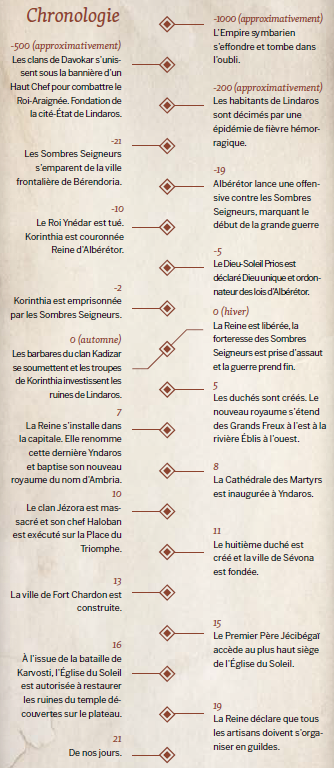 Chronologie
-1000 (approximativement)
L'Empire symbarien
s'effondre et tombe dans
l'oubli.
-500 (approximativement)
Les clans de Davokar s'unis-
sent sous la bannière d'un
Haut Chef pour combattre le
Roi-Araignée. Fondation de
la cité-État de Lindaros.
-200 (approximativement)
Les habitants de Lindaros
sont décimés par une
épidémie de fièvre hémor-
ragique.
-21
Les Sombres Seigneurs
s'emparent de la ville
frontalière de Bérendoria.
-19
Albérétor lance une offen-
sive contre les Sombres
Seigneurs, marquant le
début de la grande guerre
-10
Le Roi Ynédar est tué.
Korinthia est couronnée
Reine d'Albérétor.
-5
Le Dieu-Soleil Prios est
déclaré Dieu unique et ordon-
nateur des lois d'Albérétor.
-2
Korinthia est emprisonnée
par les Sombres Seigneurs.
0 (hiver)
La Reine est libérée, la
forteresse des Sombres
Seigneurs est prise d'assaut
et la guerre prend fin.
0 (automne)
Les barbares du clan Kadizar
se soumettent et les troupes
de Korinthia investissent les
ruines de Lindaros.
5
Les duchés sont créés. Le
nouveau royaume s'étend
des Grands Freux à l'est à la
rivière Éblis à l'ouest.
7
La Reine s'installe dans
la capitale. Elle renomme
cette dernière Yndaros
et baptise son nouveau
royaume du nom d'Ambria.
8
La Cathédrale des Martyrs
est inaugurée à Yndaros.
10
Le clan Jézora est mas-
sacré et son chef Haloban
est exécuté sur la Place du
Triomphe.
11
Le huitième duché est
créé et la ville de Sévona
est fondée.
13
La ville de Fort Chardon est
construite.
15
Le Premier Père Jécibégaï
accède au plus haut siège
de l'Église du Soleil.
16
À l'issue de la bataille de
Karvosti, l'Église du Soleil
est autorisée à restaurer
les ruines du temple dé-
couvertes sur le plateau.
19
La Reine déclare que tous
les artisans doivent s'orga-
niser en guildes.
21
De nos jours.